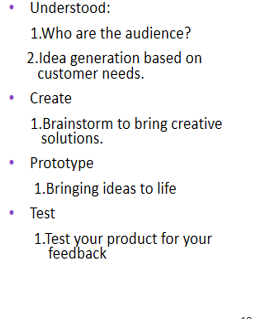 • Understood:
1.Who are the audience?
2.Idea generation based on
customer needs.
• Create
1.Brainstorm to bring creative
solutions.
• Prototype
1.Bringing ideas to life
• Test
1.Test your product for your
feedback